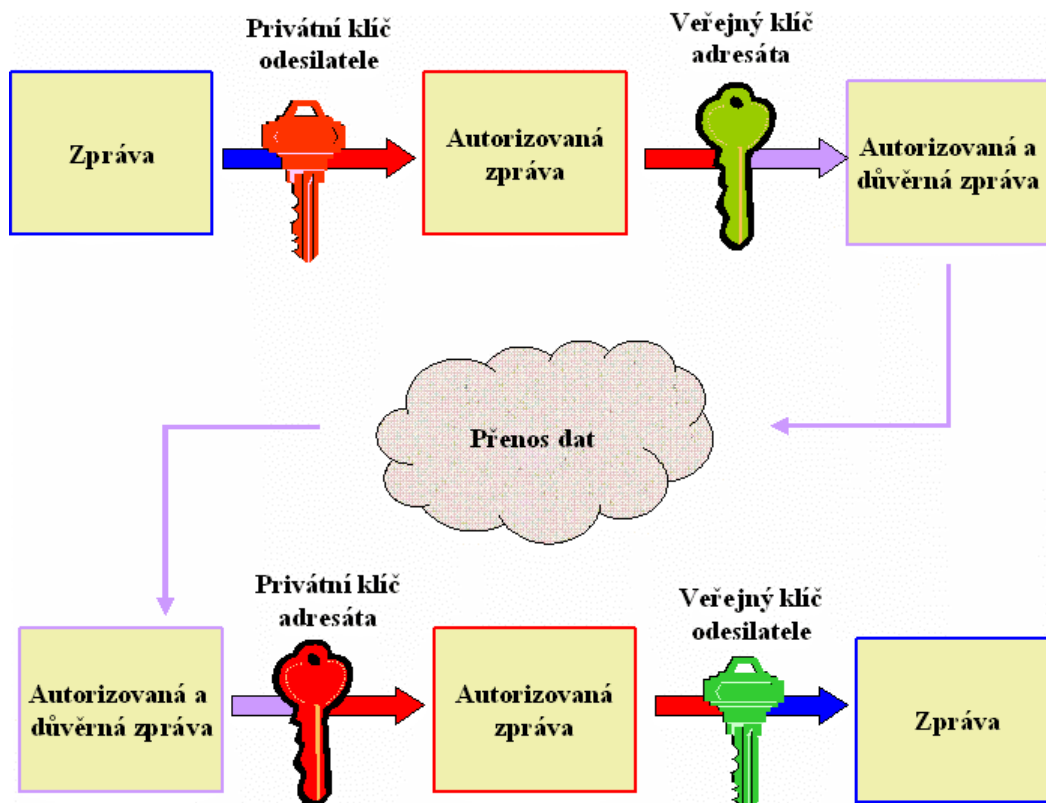 Privátní klíč
odesilatele
Veřejný klíč
adresáta
Zpráva
Autorizovaná
zpráva
Autorizovaná a
důvěrná zpráva
Přenos dat
Privátní klíč
adresáta
Veřejný klíč
odesilatele
Autorizovaná a
důvěrná zpráva
Autorizovaná
zpráva
Zpráva